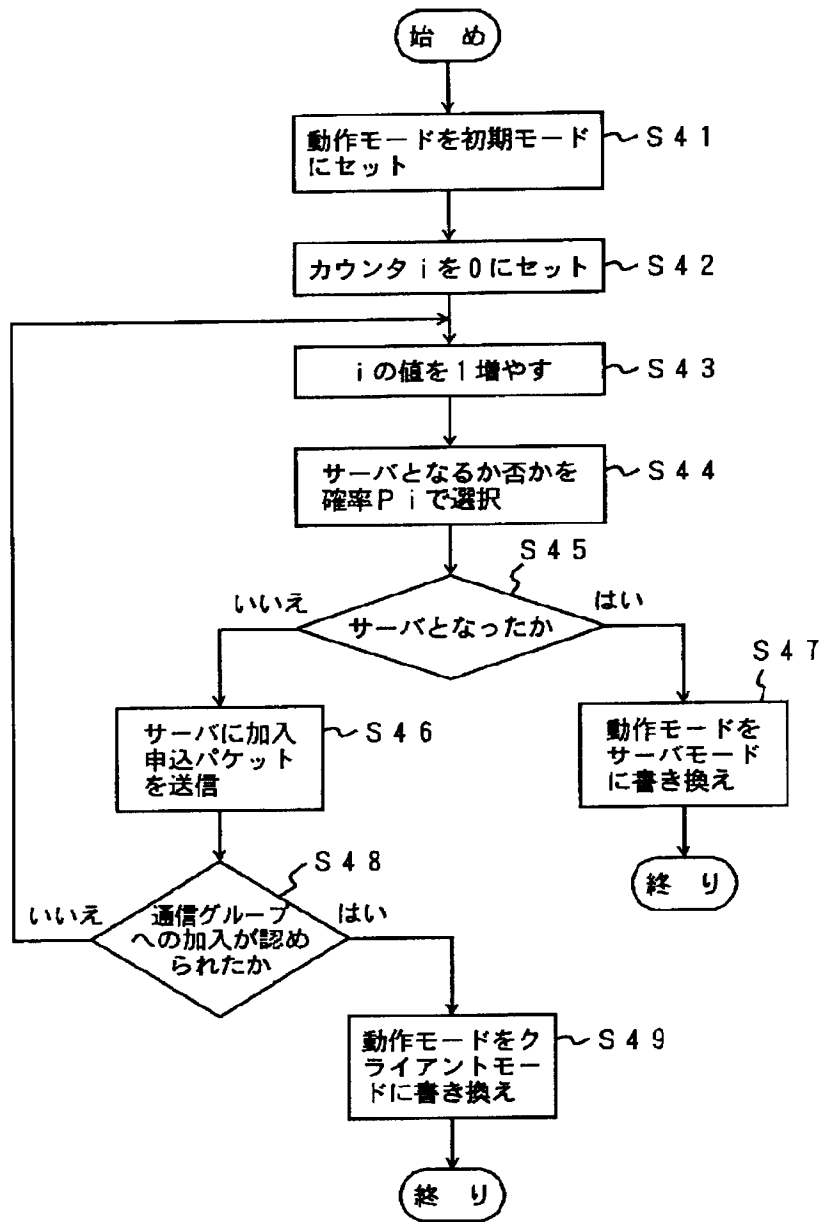 始 め
動作モードを初期モード
にセット
S41
カウンタiを0にセット
S42
iの値を1増やす
S43
サーバとなるか否かを
確率Piで選択
S44
S45
いいえ
サーバとなったか
はい
S47
サーバに加入
申込パケット
を送信
S46
動作モードを
サーバモード
に書き換え
S48
終 り
いいえ
通信グループ
への加入が認め
られたか
はい
動作モードをク
ライアントモー
ドに書き換え
S49
終 り